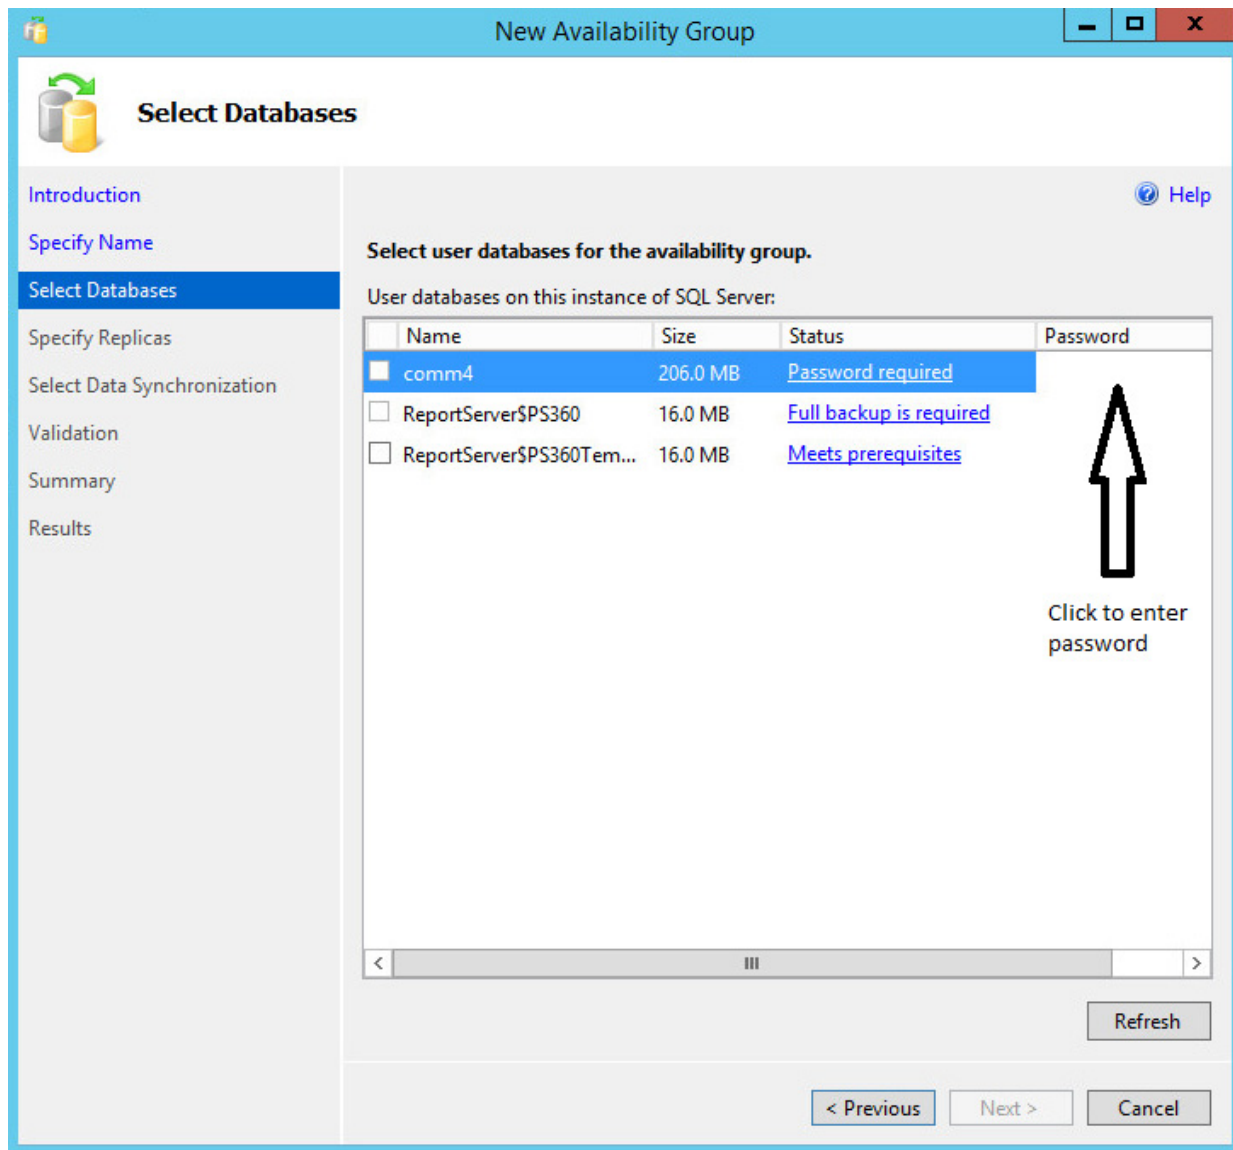 New Availability Group
Select Databases
Introduction
Specify Name
Select Databases
Specify Replicas
Select Data Synchronization
Validation
Summary
Results
Help
Select user databases for the availability group.
User databases on this instance of SQL Server:
Name Size Status Password
comm4 206.0 MB Password required
ReportServer$PS360 16.0 MB Full backup is required
ReportServer$PS360Tem... 16.0 MB Meets prerequisites
Click to enter
password
Refresh
< Previous Next > Cancel